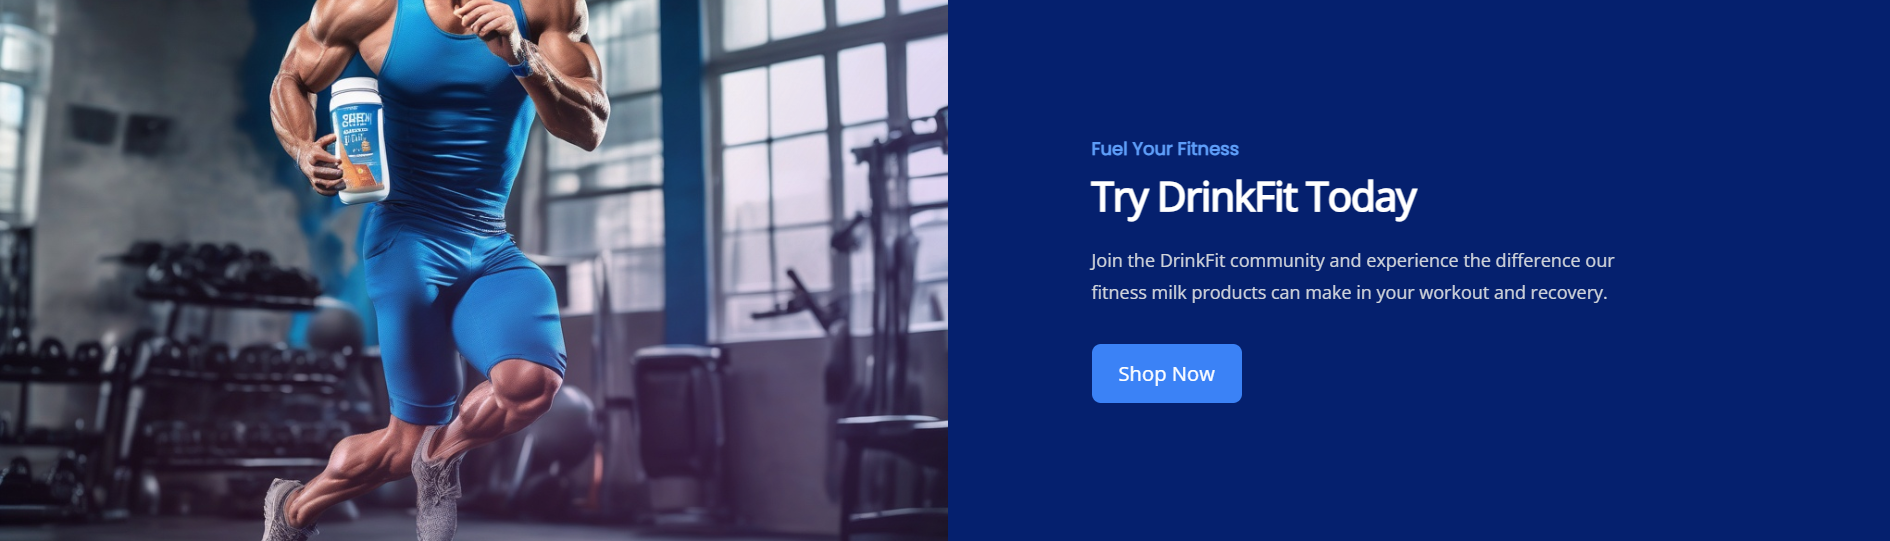 Fuel Your Fitness
Try DrinkFit Today
Join the DrinkFit community and experience the difference our
fitness milk products can make in your workout and recovery.
Shop Now